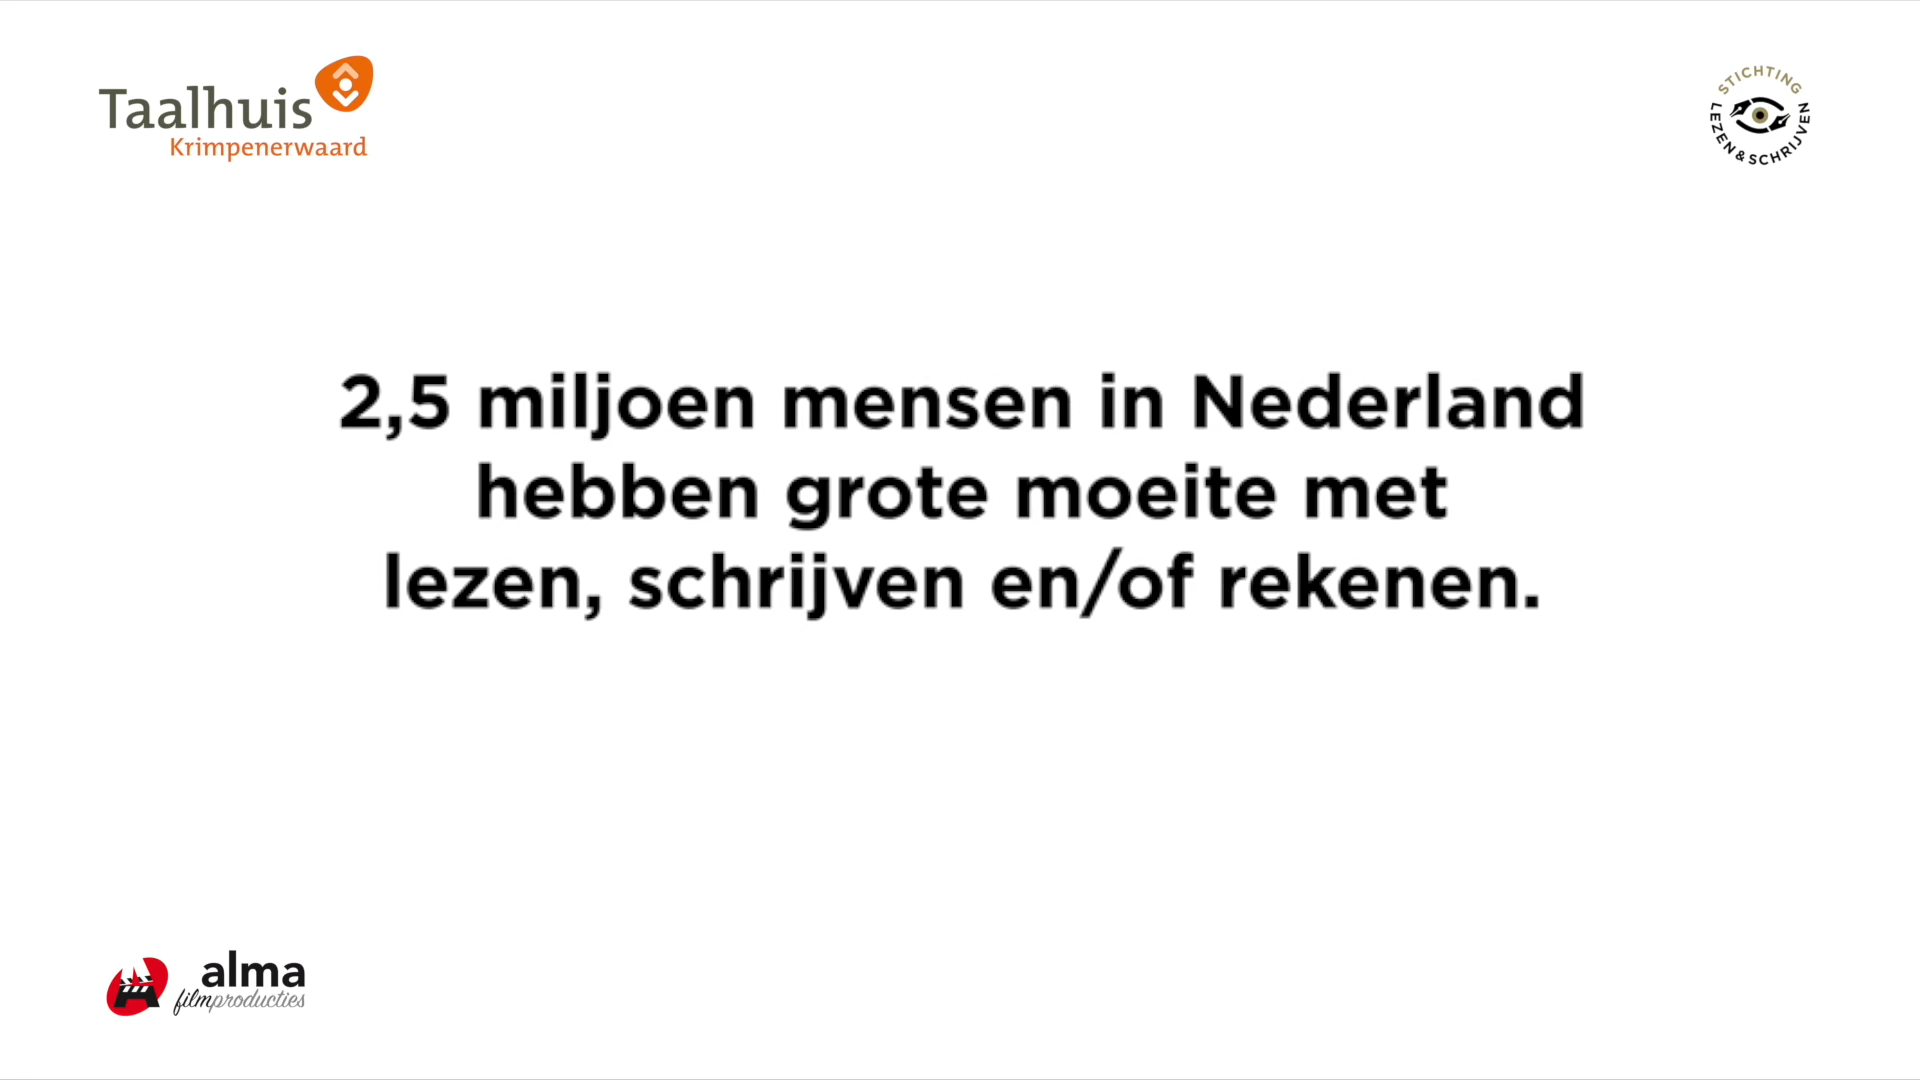 Taalhuis
Krimpenerwaard
STICHTING
LEZEN & SCHRIJVEN
2,5 miljoen mensen in Nederland
hebben grote moeite met
lezen, schrijven en/of rekenen.
alma
filmproducties